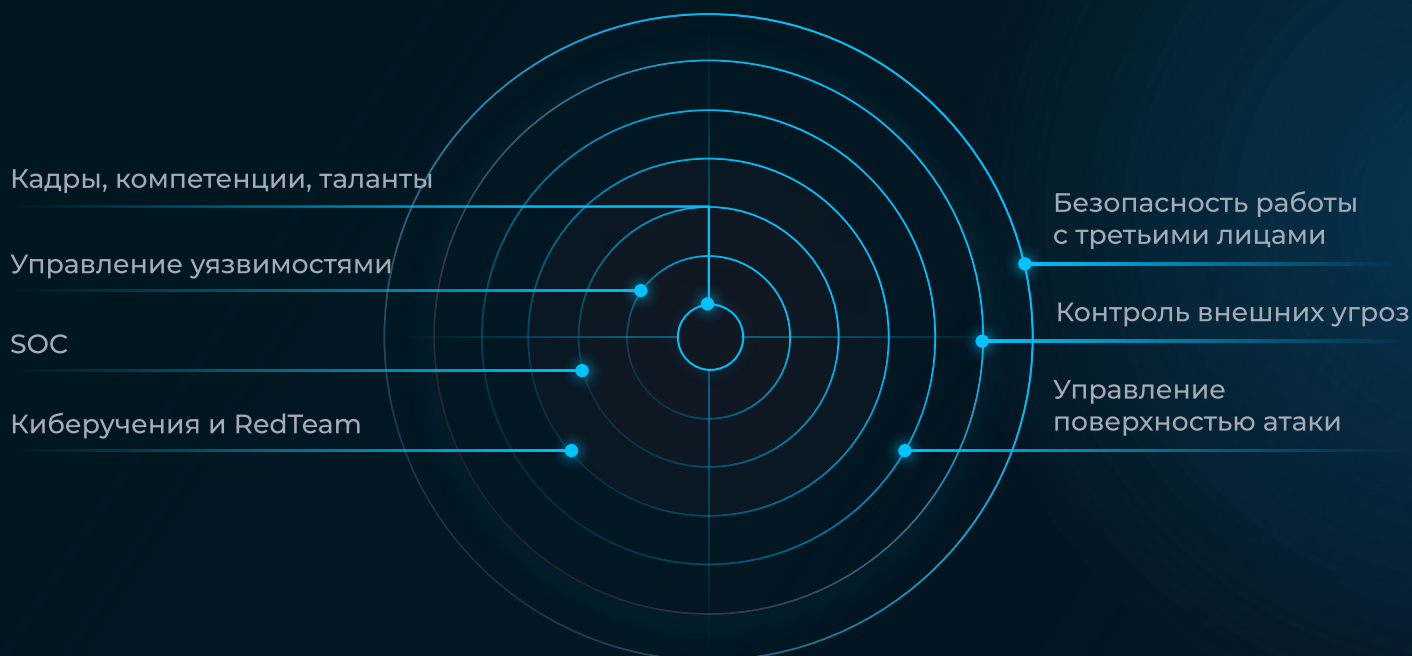 Кадры, компетенции, таланты
Управление уязвимостями
SOC
Киберучения и RedTeam
Безопасность работы
с третьими лицами
Контроль внешних угроз
Управление
поверхностью атаки